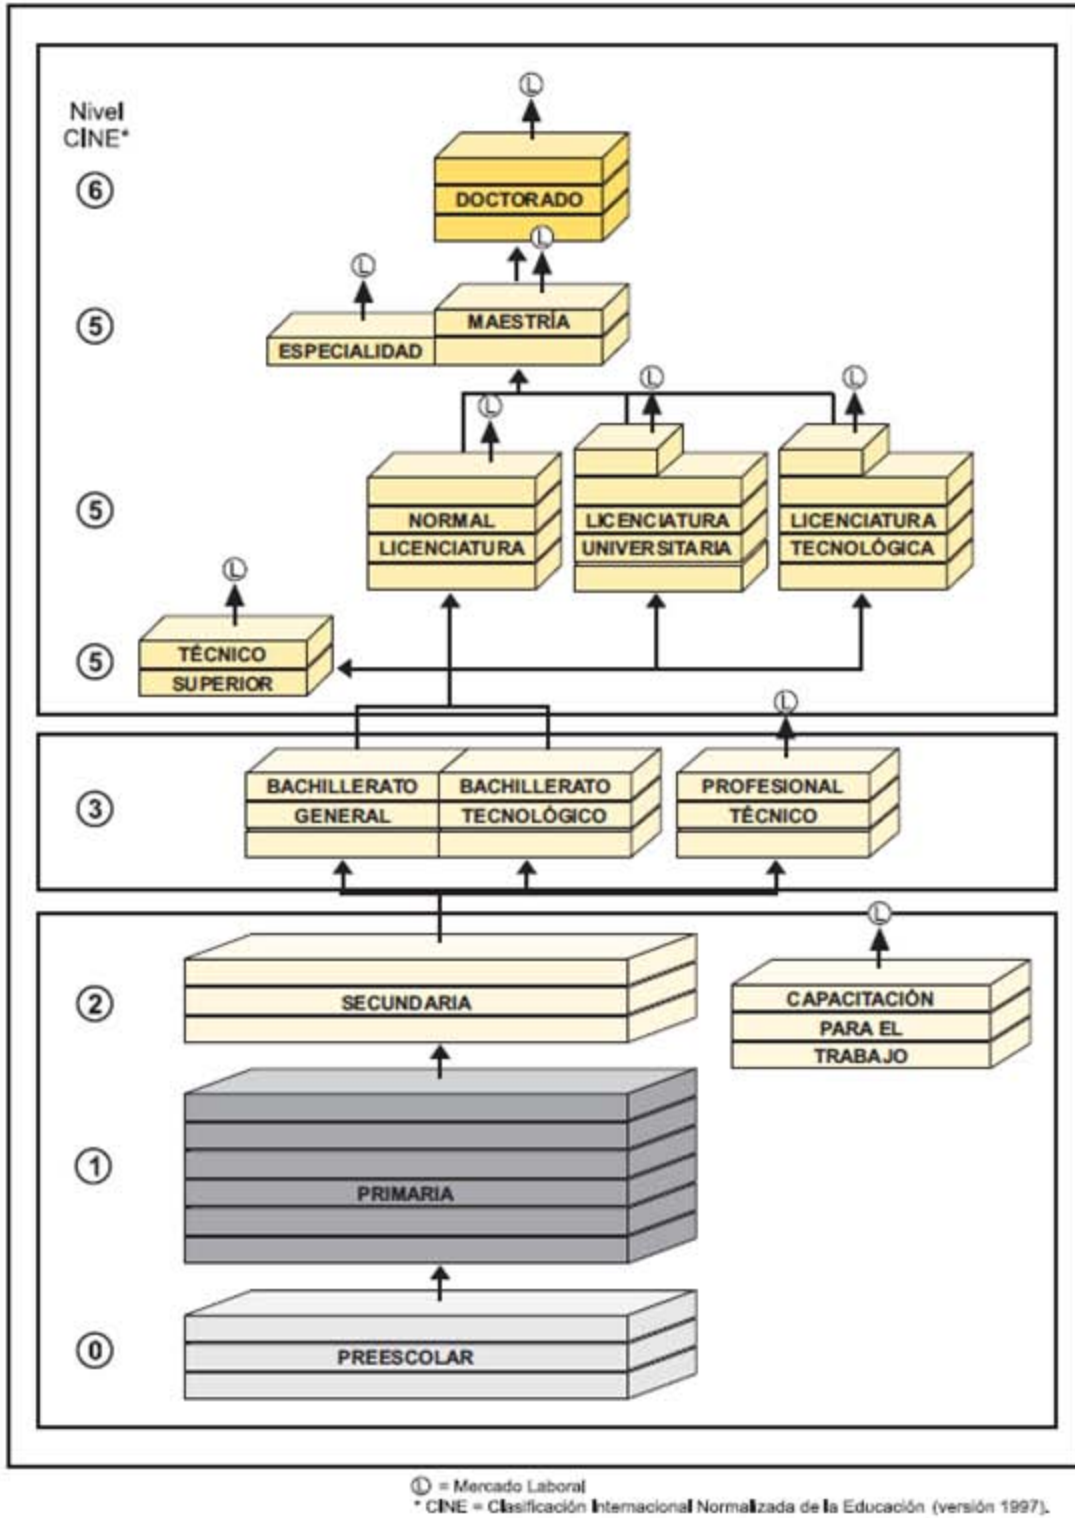 Nivel
CINE*
Ⓛ
6
DOCTORADO
Ⓛ
Ⓛ
5
MAESTRÍA
ESPECIALIDAD
Ⓛ
Ⓛ
Ⓛ
5
NORMAL
LICENCIATURA
LICENCIATURA
UNIVERSITARIA
LICENCIATURA
TECNOLÓGICA
Ⓛ
5
TÉCNICO
SUPERIOR
Ⓛ
3
BACHILLERATO
GENERAL
BACHILLERATO
TECNOLÓGICO
PROFESIONAL
TÉCNICO
Ⓛ
2
SECUNDARIA
CAPACITACIÓN
PARA EL
TRABAJO
1
PRIMARIA
0
PREESCOLAR
Ⓛ = Mercado Laboral
* CINE = Clasificación Internacional Normalizada de la Educación (versión 1997).